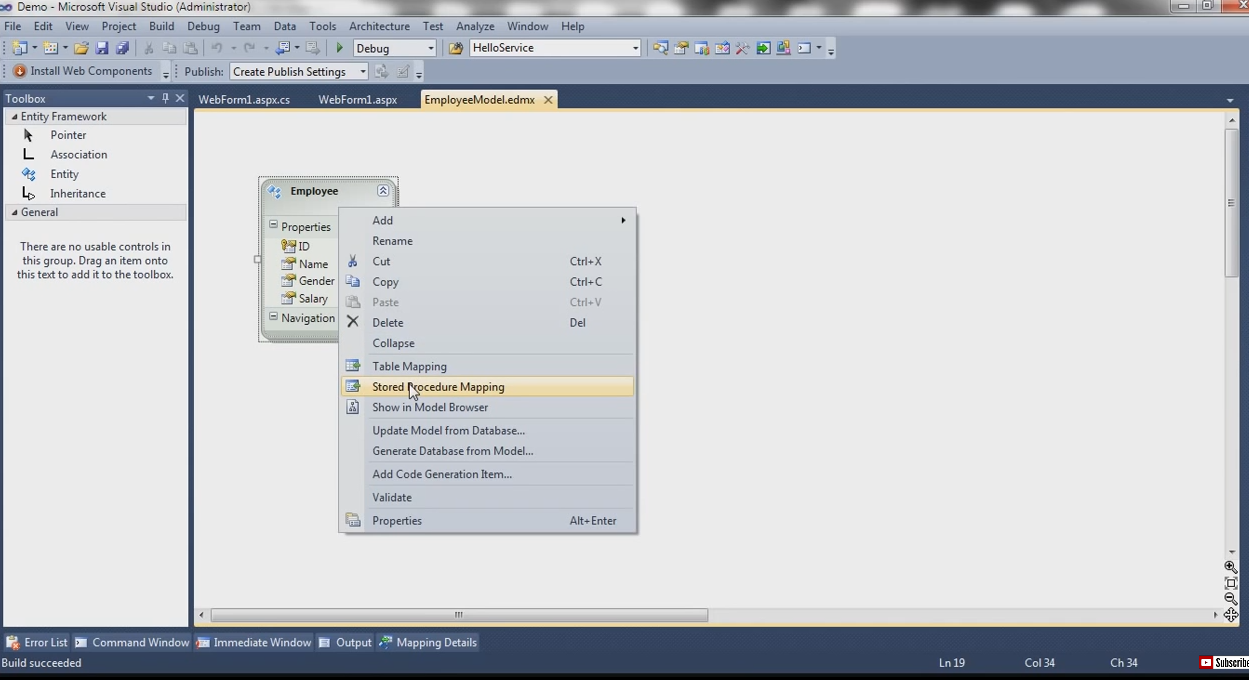 Demo - Microsoft Visual Studio (Administrator)
File Edit View Project Build Debug Team Data Tools Architecture Test Analyze Window Help
Debug HelloService
Install Web Components Publish: Create Publish Settings
Toolbox
WebForm1.aspx.cs WebForm1.aspx EmployeeModel.edmx
Entity Framework
Pointer
Association
Entity
Inheritance
General
There are no usable controls in
this group. Drag an item onto
this text to add it to the toolbox.
Employee
Properties
ID
Name
Gender
Salary
Navigation
Add
Rename
Cut Ctrl+X
Copy Ctrl+C
Paste Ctrl+V
Delete Del
Collapse
Table Mapping
Stored Procedure Mapping
Show in Model Browser
Update Model from Database...
Generate Database from Model...
Add Code Generation Item...
Validate
Properties Alt+Enter
Error List Command Window Immediate Window Output Mapping Details
Build succeeded Ln 19 Col 34 Ch 34
Subscribe